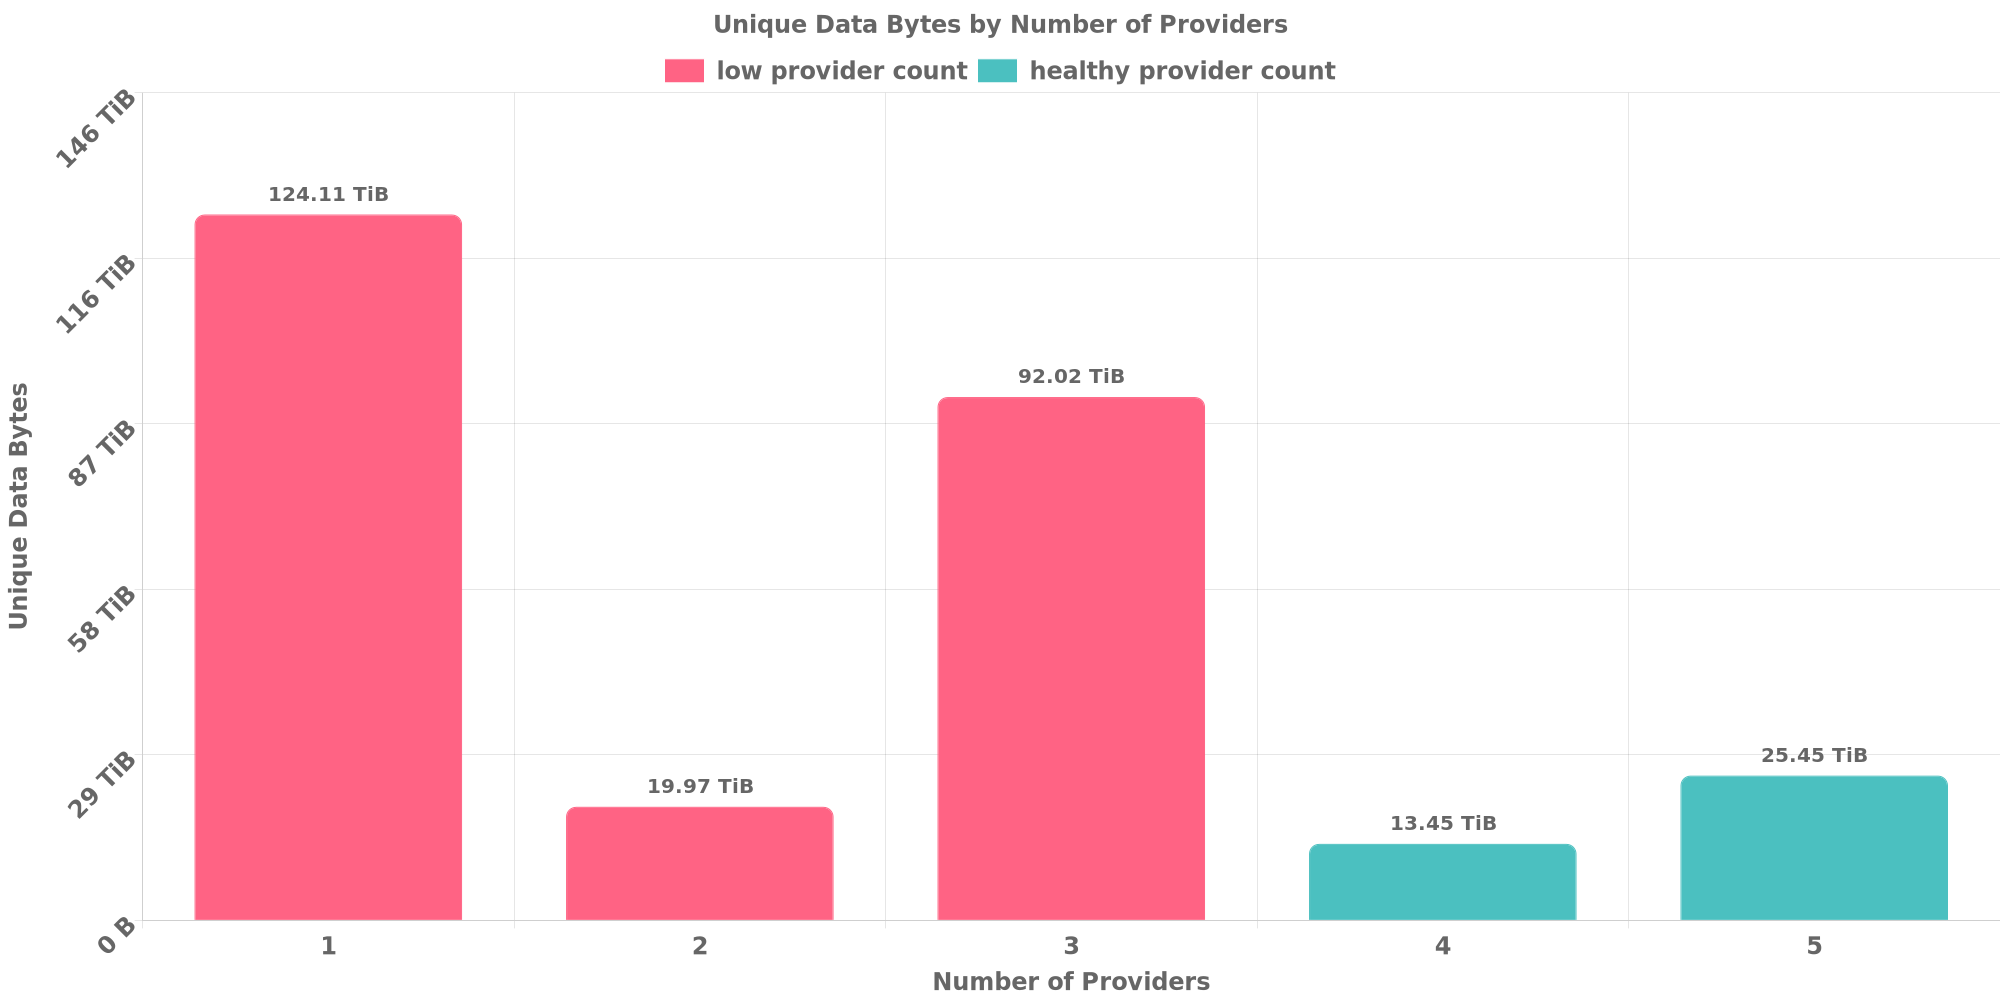 Unique Data Bytes by Number of Providers
low provider count healthy provider count
146 TiB
116 TiB
87 TiB
58 TiB
29 TiB
0 B
Unique Data Bytes
124.11 TiB
19.97 TiB
92.02 TiB
13.45 TiB
25.45 TiB
1 2 3 4 5
Number of Providers